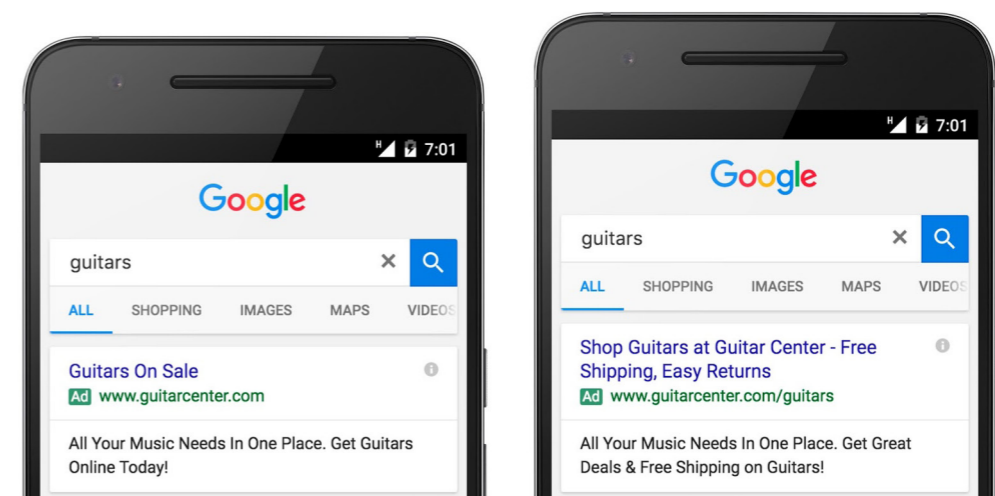 H 7:01
Google
guitars
ALL SHOPPING IMAGES MAPS VIDEOS
Guitars On Sale
Ad www.guitarcenter.com
All Your Music Needs In One Place. Get Guitars
Online Today!
H 7:01
Google
guitars
ALL SHOPPING IMAGES MAPS VIDEOS
Shop Guitars at Guitar Center - Free
Shipping, Easy Returns
Ad www.guitarcenter.com/guitars
All Your Music Needs In One Place. Get Great
Deals & Free Shipping on Guitars!